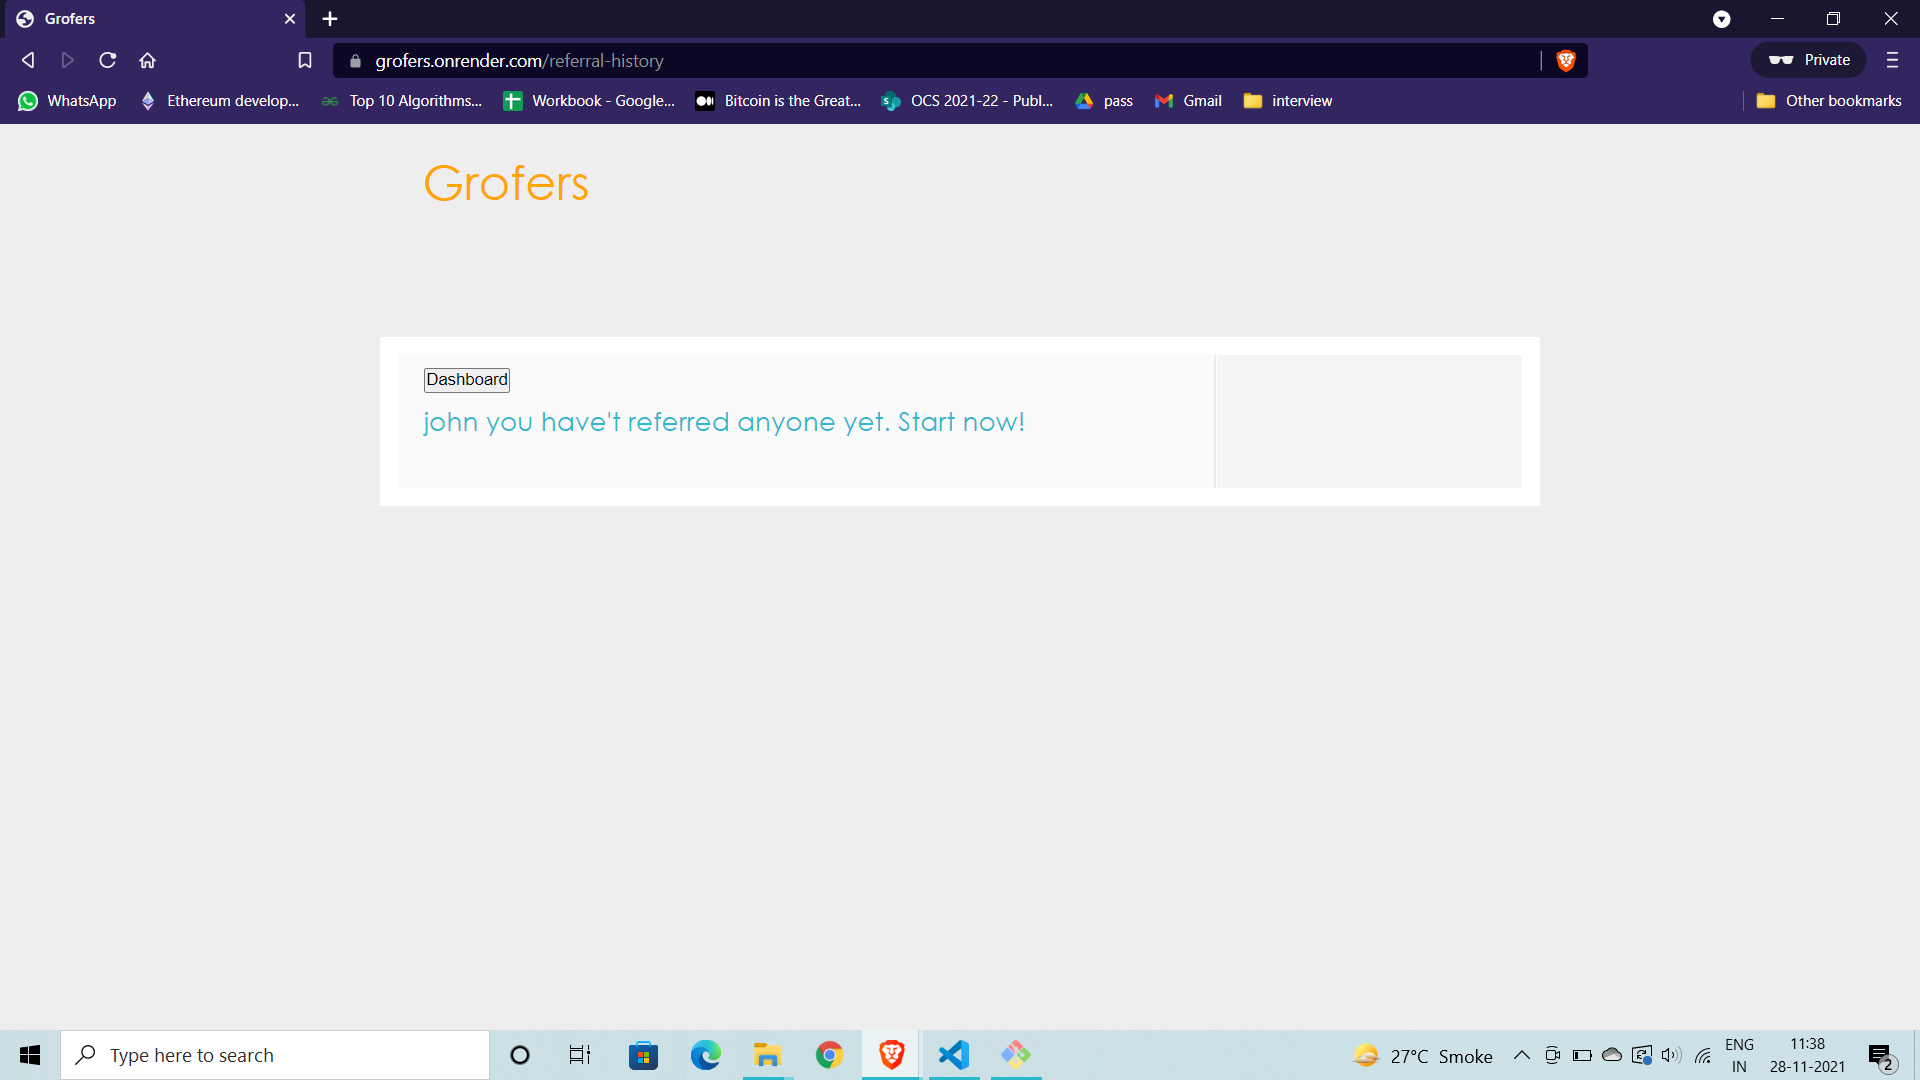 Grofers
grofers.onrender.com/referral-history
Private
WhatsApp
Ethereum develop...
Top 10 Algorithms...
Workbook - Google...
Bitcoin is the Great...
OCS 2021-22 - Publ...
pass
Gmail
interview
Other bookmarks
Grofers
Dashboard
john you have't referred anyone yet. Start now!
Type here to search
27°C Smoke
ENG
IN
11:38
28-11-2021
2